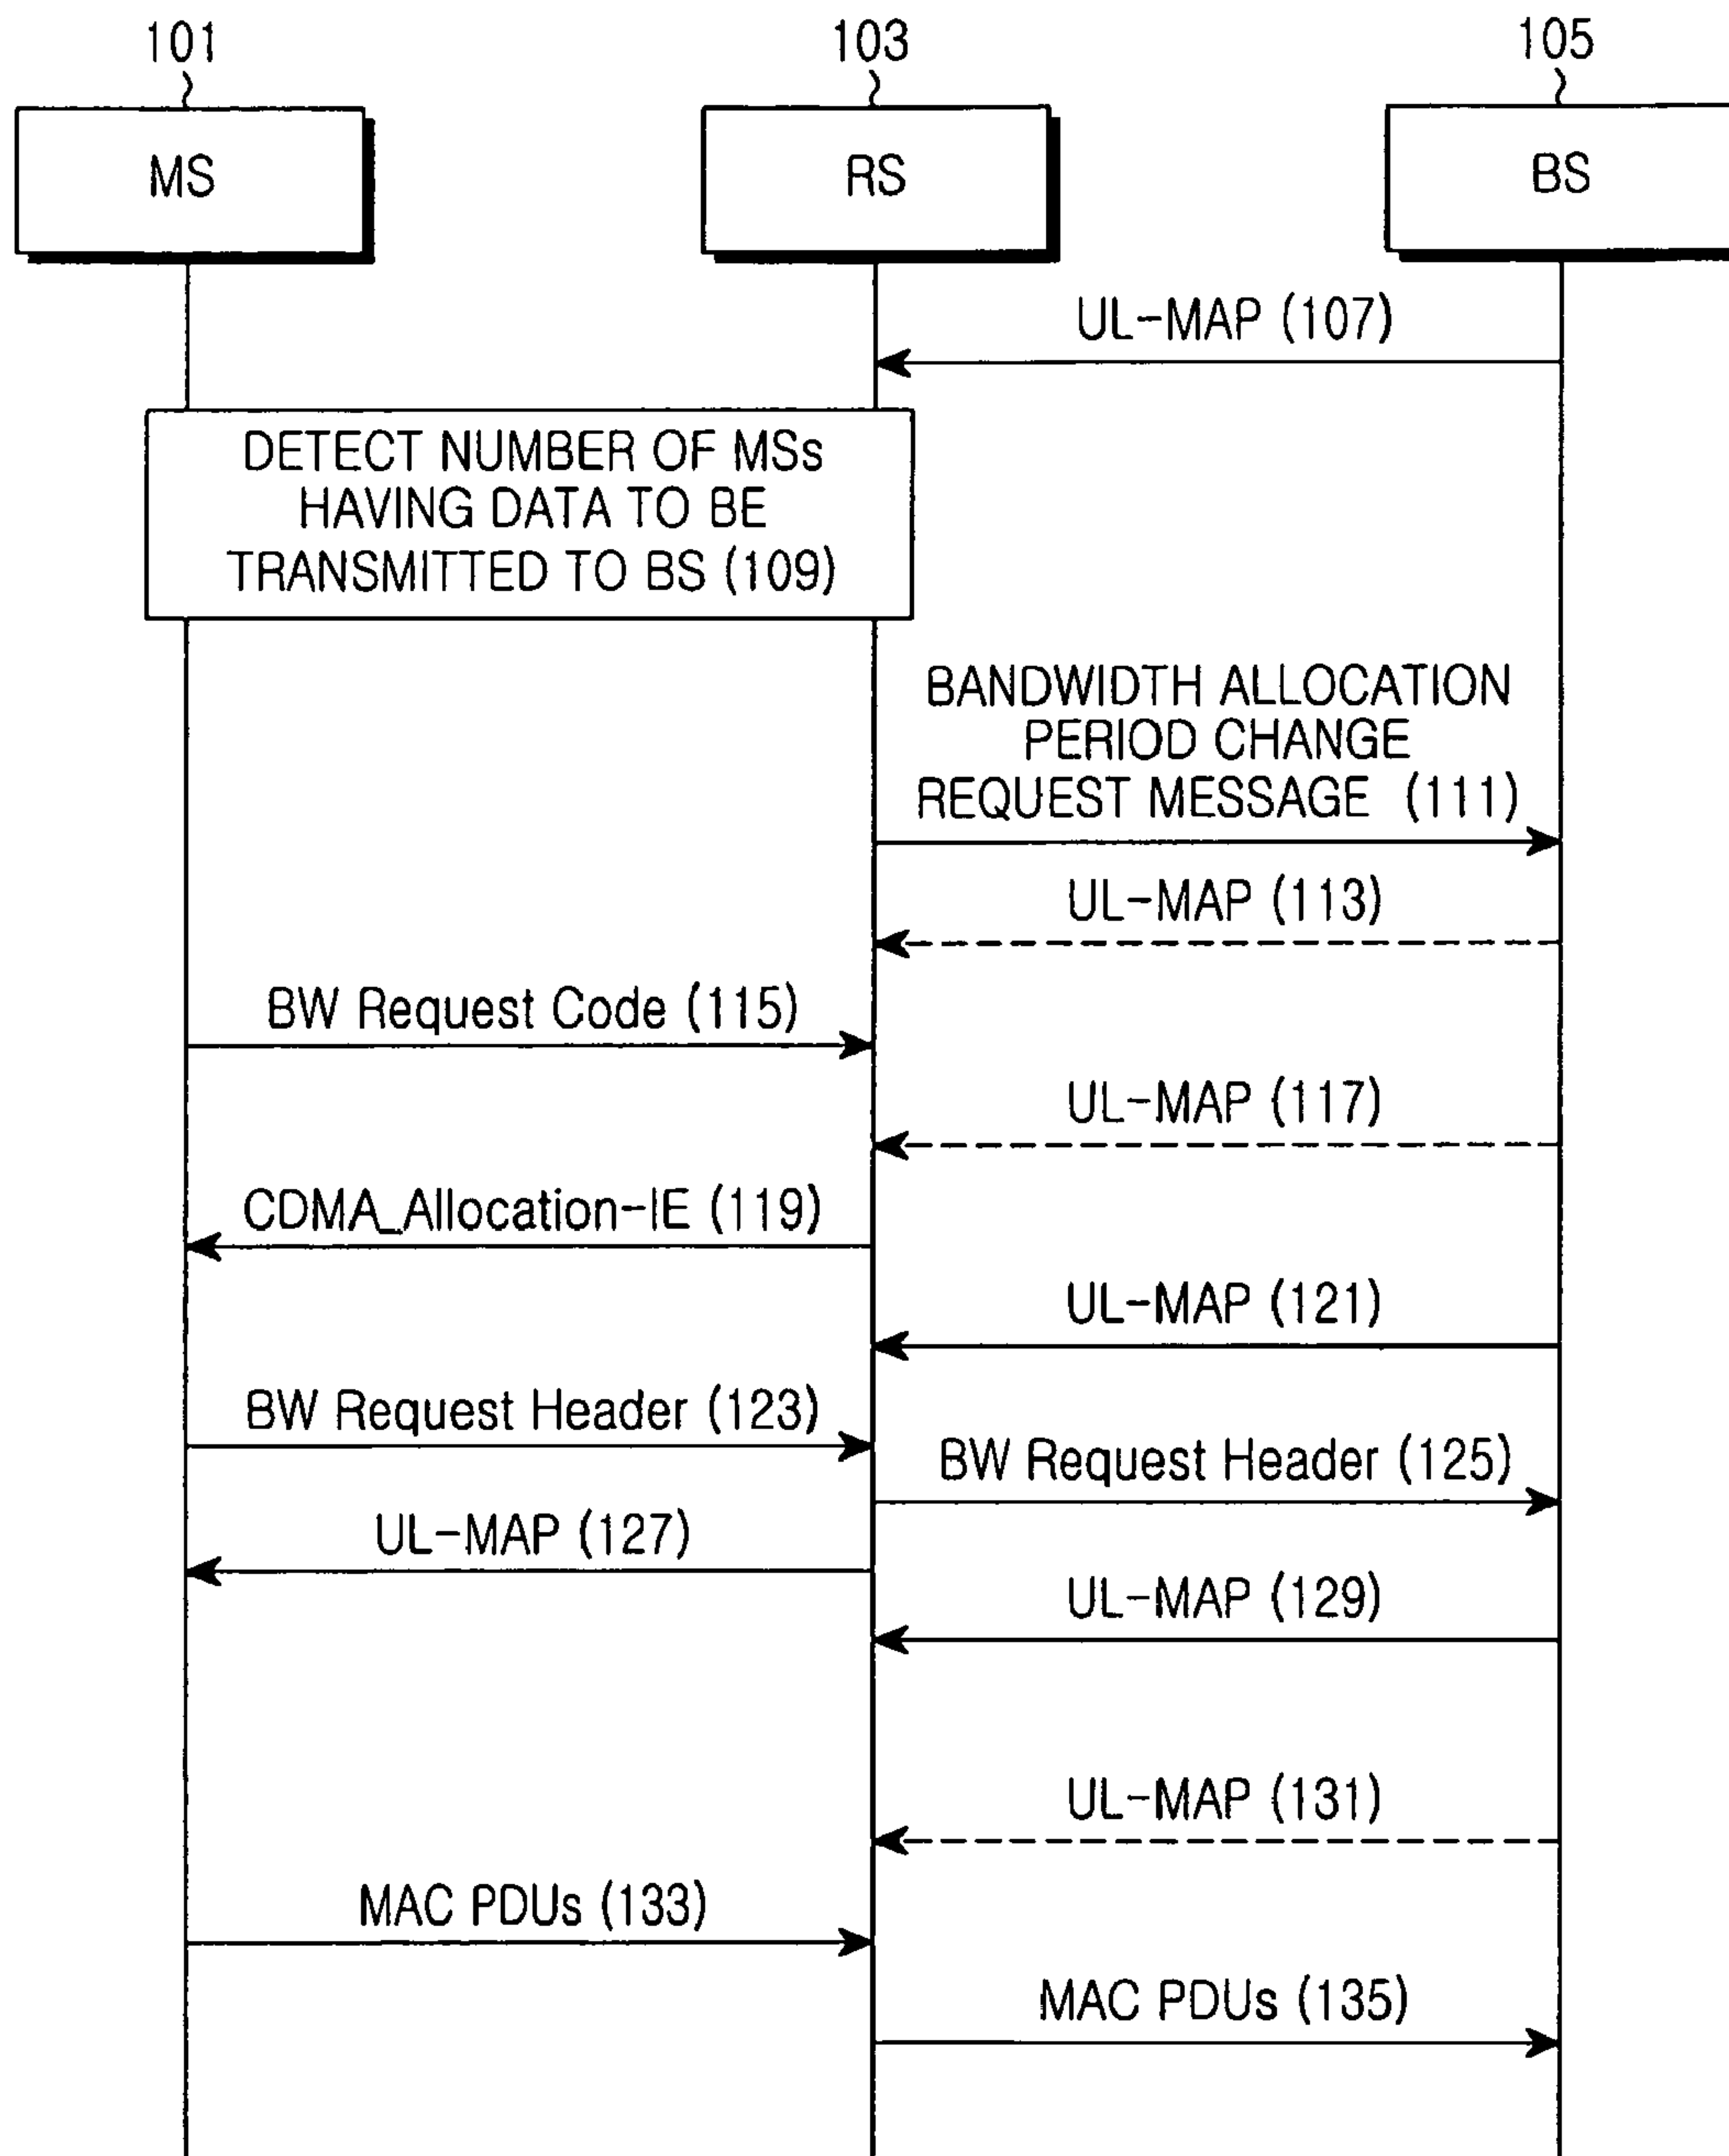 101
103
105
MS
RS
BS
UL-MAP (107)
DETECT NUMBER OF MSs
HAVING DATA TO BE
TRANSMITTED TO BS (109)
BANDWIDTH ALLOCATION
PERIOD CHANGE
REQUEST MESSAGE (111)
UL-MAP (113)
BW Request Code (115)
UL-MAP (117)
CDMA_Allocation-IE (119)
UL-MAP (121)
BW Request Header (123)
BW Request Header (125)
UL-MAP (127)
UL-MAP (129)
UL-MAP (131)
MAC PDUs (133)
MAC PDUs (135)